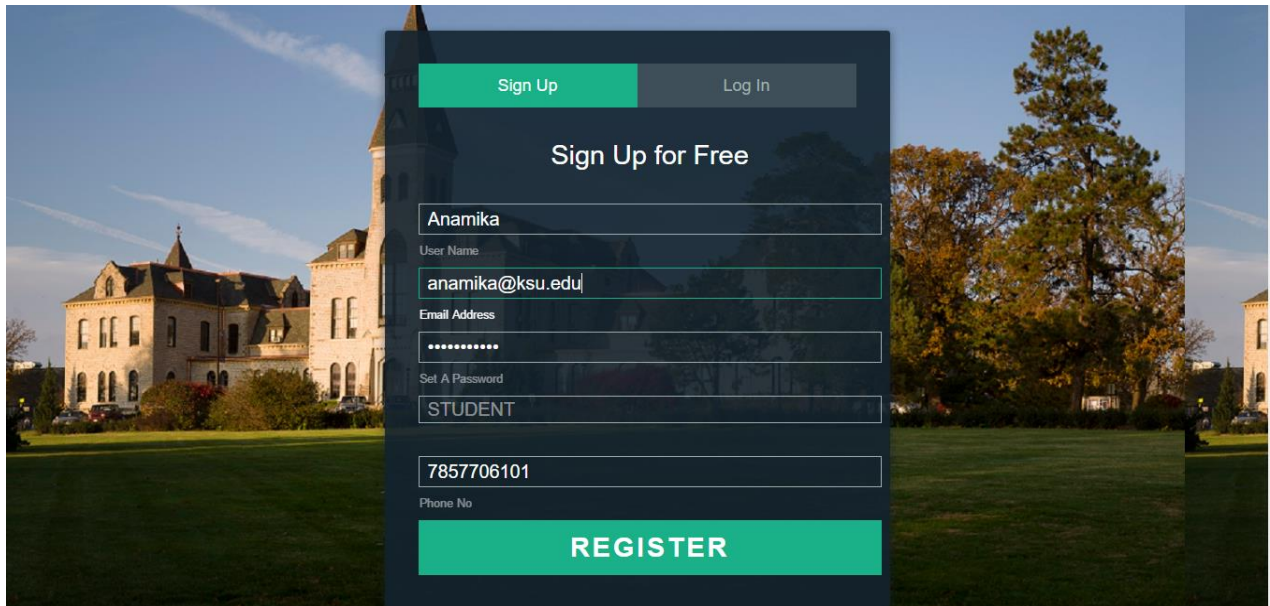 Sign Up Log In
Sign Up for Free
Anamika
User Name
anamika@ksu.edu
Email Address
•••••••••••
Set A Password
STUDENT
7857706101
Phone No
REGISTER